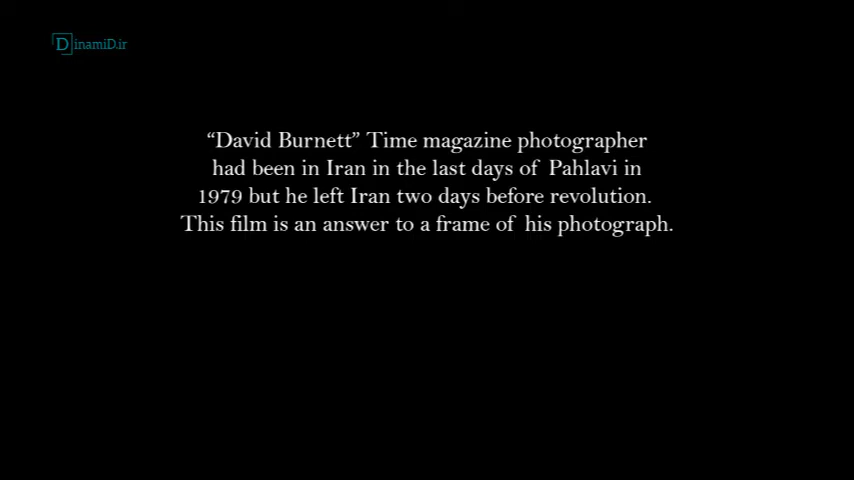 DinamiD.ir
“David Burnett” Time magazine photographer
had been in Iran in the last days of Pahlavi in
1979 but he left Iran two days before revolution.
This film is an answer to a frame of his photograph.